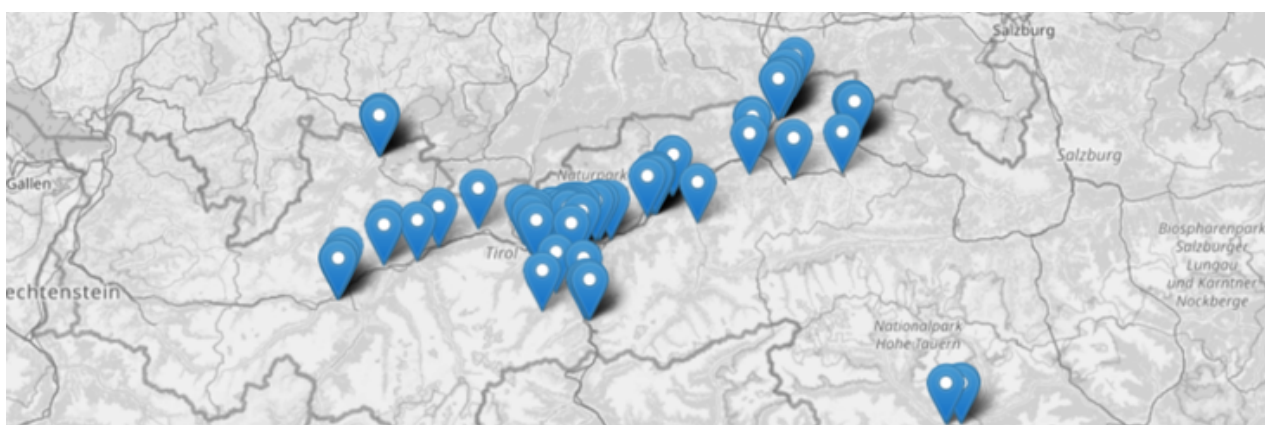 Salzburg
Salzburg
Gallen
Naturpark
Tirol
Biosphärenpark
Salzburger
Lungau
und Kärntner
Nockberge
echtenstein
Nationalpark
Hohe Tauern